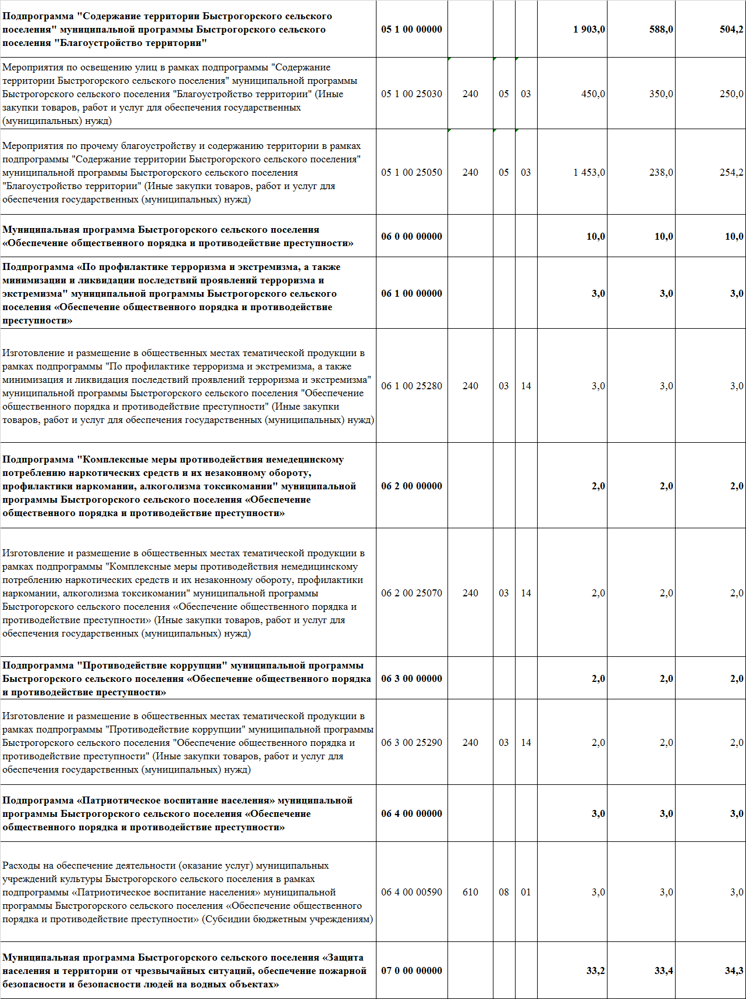 Подпрограмма "Содержание территории Быстрогорского сельского
поселения" муниципальной программы Быстрогорского сельского
поселения "Благоустройство территории"
05 1 00 00000 1 903,0 588,0 504,2
Мероприятия по освещению улиц в рамках подпрограммы "Содержание
территории Быстрогорского сельского поселения" муниципальной программы
Быстрогорского сельского поселения "Благоустройство территории" (Иные
закупки товаров, работ и услуг для обеспечения государственных
(муниципальных) нужд)
05 1 00 25030 240 05 03 450,0 350,0 250,0
Мероприятия по прочему благоустройству и содержанию территории в рамках
подпрограммы "Содержание территории Быстрогорского сельского поселения"
муниципальной программы Быстрогорского сельского поселения
"Благоустройство территории" (Иные закупки товаров, работ и услуг для
обеспечения государственных (муниципальных) нужд)
05 1 00 25050 240 05 03 1 453,0 238,0 254,2
Муниципальная программа Быстрогорского сельского поселения
«Обеспечение общественного порядка и противодействие преступности»
06 0 00 00000 10,0 10,0 10,0
Подпрограмма «По профилактике терроризма и экстремизма, а также
минимизации и ликвидации последствий проявлений терроризма и
экстремизма" муниципальной программы Быстрогорского сельского
поселения «Обеспечение общественного порядка и противодействие
преступности»
06 1 00 00000 3,0 3,0 3,0
Изготовление и размещение в общественных местах тематической продукции в
рамках подпрограммы "По профилактике терроризма и экстремизма, а также
минимизация и ликвидация последствий проявлений терроризма и экстремизма"
муниципальной программы Быстрогорского сельского поселения "Обеспечение
общественного порядка и противодействие преступности" (Иные закупки
товаров, работ и услуг для обеспечения государственных (муниципальных) нужд)
06 1 00 25280 240 03 14 3,0 3,0 3,0
Подпрограмма "Комплексные меры противодействия немедецинскому
потреблению наркотических средств и их незаконному обороту,
профилактики наркомании, алкоголизма токсикомании" муниципальной
программы Быстрогорского сельского поселения «Обеспечение
общественного порядка и противодействие преступности»
06 2 00 00000 2,0 2,0 2,0
Изготовление и размещение в общественных местах тематической продукции в
рамках подпрограммы "Комплексные меры противодействия немедицинскому
потреблению наркотических средств и их незаконному обороту, профилактики
наркомании, алкоголизма токсикомании" муниципальной программы
Быстрогорского сельского поселения «Обеспечение общественного порядка и
противодействие преступности» (Иные закупки товаров, работ и услуг для
обеспечения государственных (муниципальных) нужд)
06 2 00 25070 240 03 14 2,0 2,0 2,0
Подпрограмма "Противодействие коррупции" муниципальной программы
Быстрогорского сельского поселения «Обеспечение общественного порядка
и противодействие преступности»
06 3 00 00000 2,0 2,0 2,0
Изготовление и размещение в общественных местах тематической продукции в
рамках подпрограммы "Противодействие коррупции" муниципальной программы
Быстрогорского сельского поселения "Обеспечение общественного порядка и
противодействие преступности" (Иные закупки товаров, работ и услуг для
обеспечения государственных (муниципальных) нужд)
06 3 00 25290 240 03 14 2,0 2,0 2,0
Подпрограмма «Патриотическое воспитание населения» муниципальной
программы Быстрогорского сельского поселения «Обеспечение
общественного порядка и противодействие преступности»
06 4 00 00000 3,0 3,0 3,0
Расходы на обеспечение деятельности (оказание услуг) муниципальных
учреждений культуры Быстрогорского сельского поселения в рамках
подпрограммы «Патриотическое воспитание населения» муниципальной
программы Быстрогорского сельского поселения «Обеспечение общественного
порядка и противодействие преступности» (Субсидии бюджетным учреждениям)
06 4 00 00590 610 08 01 3,0 3,0 3,0
Муниципальная программа Быстрогорского сельского поселения «Защита
населения и территории от чрезвычайных ситуаций, обеспечение пожарной
безопасности и безопасности людей на водных объектах»
07 0 00 00000 33,2 33,4 34,3